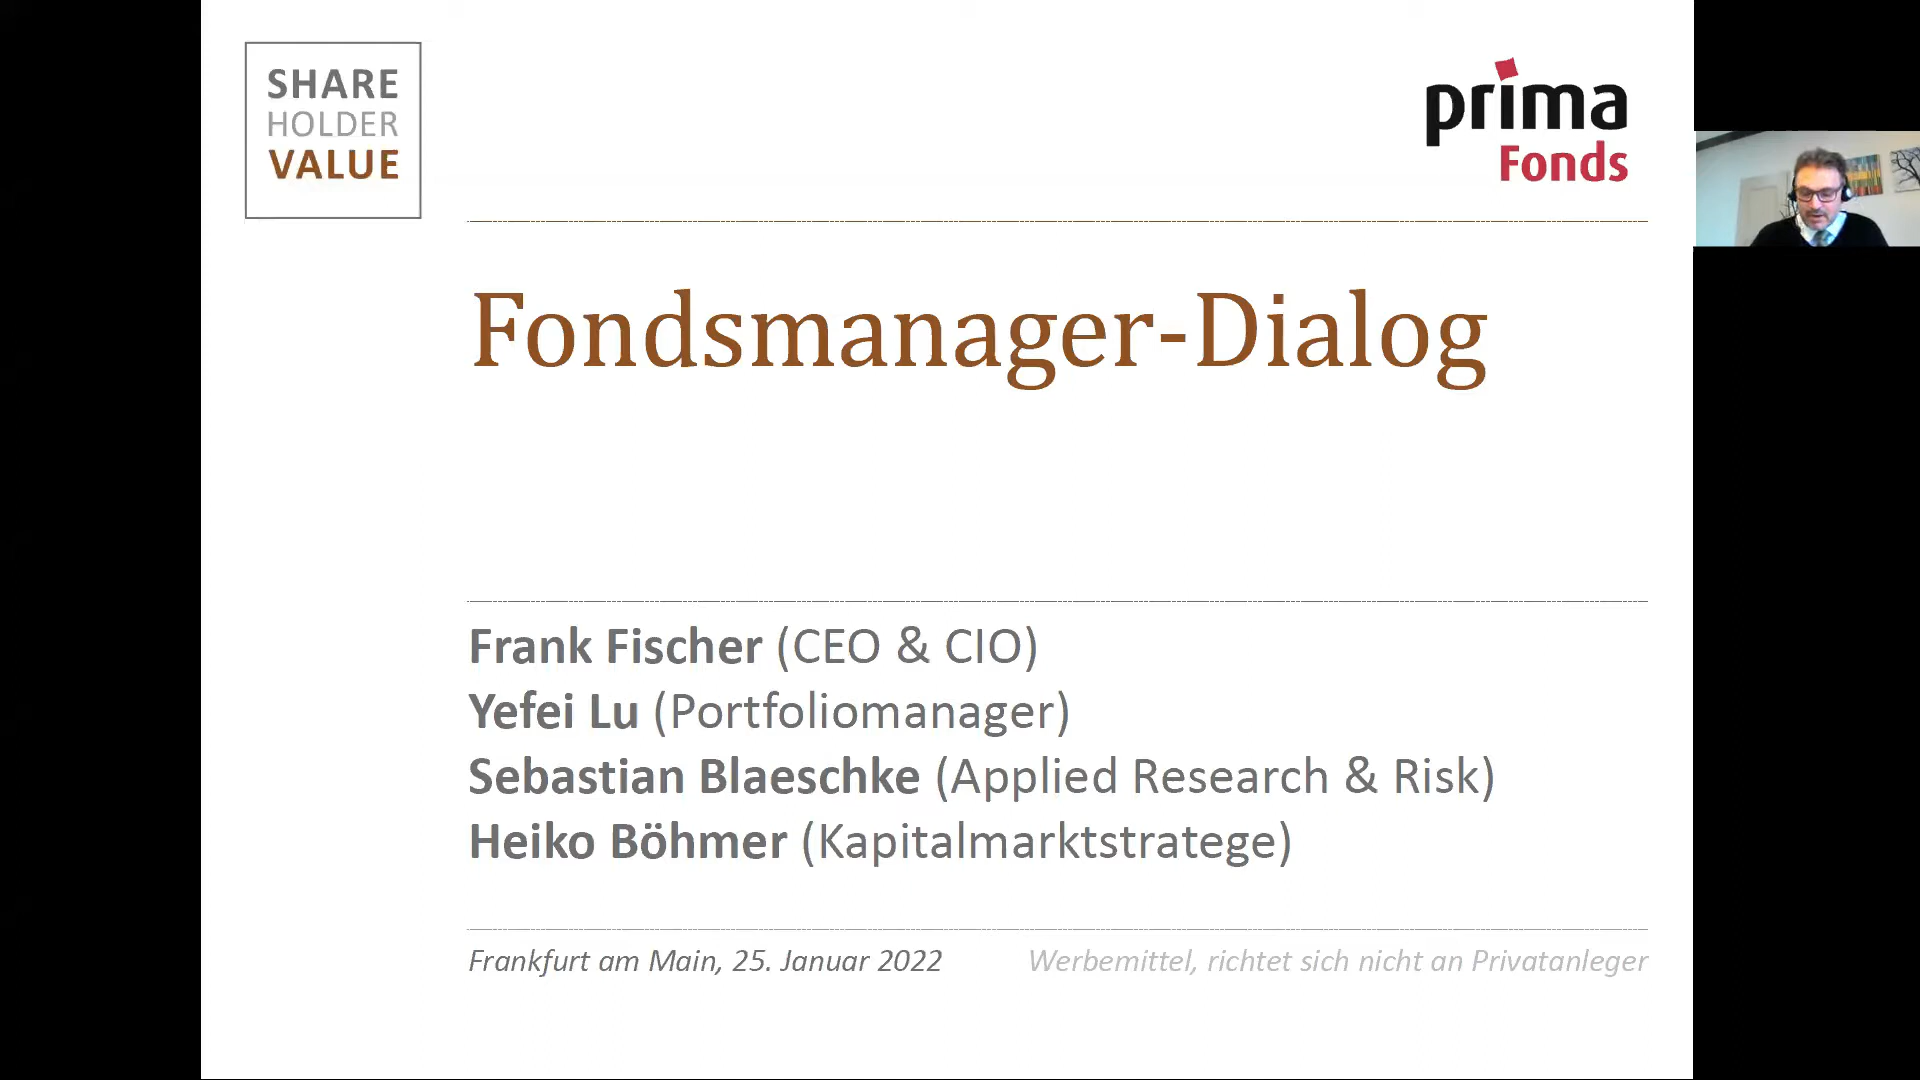 SHARE
HOLDER
VALUE
prima
Fonds
Fondsmanager-Dialog
Frank Fischer (CEO & CIO)
Yefei Lu (Portfoliomanager)
Sebastian Blaeschke (Applied Research & Risk)
Heiko Böhmer (Kapitalmarktstratege)
Frankfurt am Main, 25. Januar 2022
Werbemittel, richtet sich nicht an Privatanleger